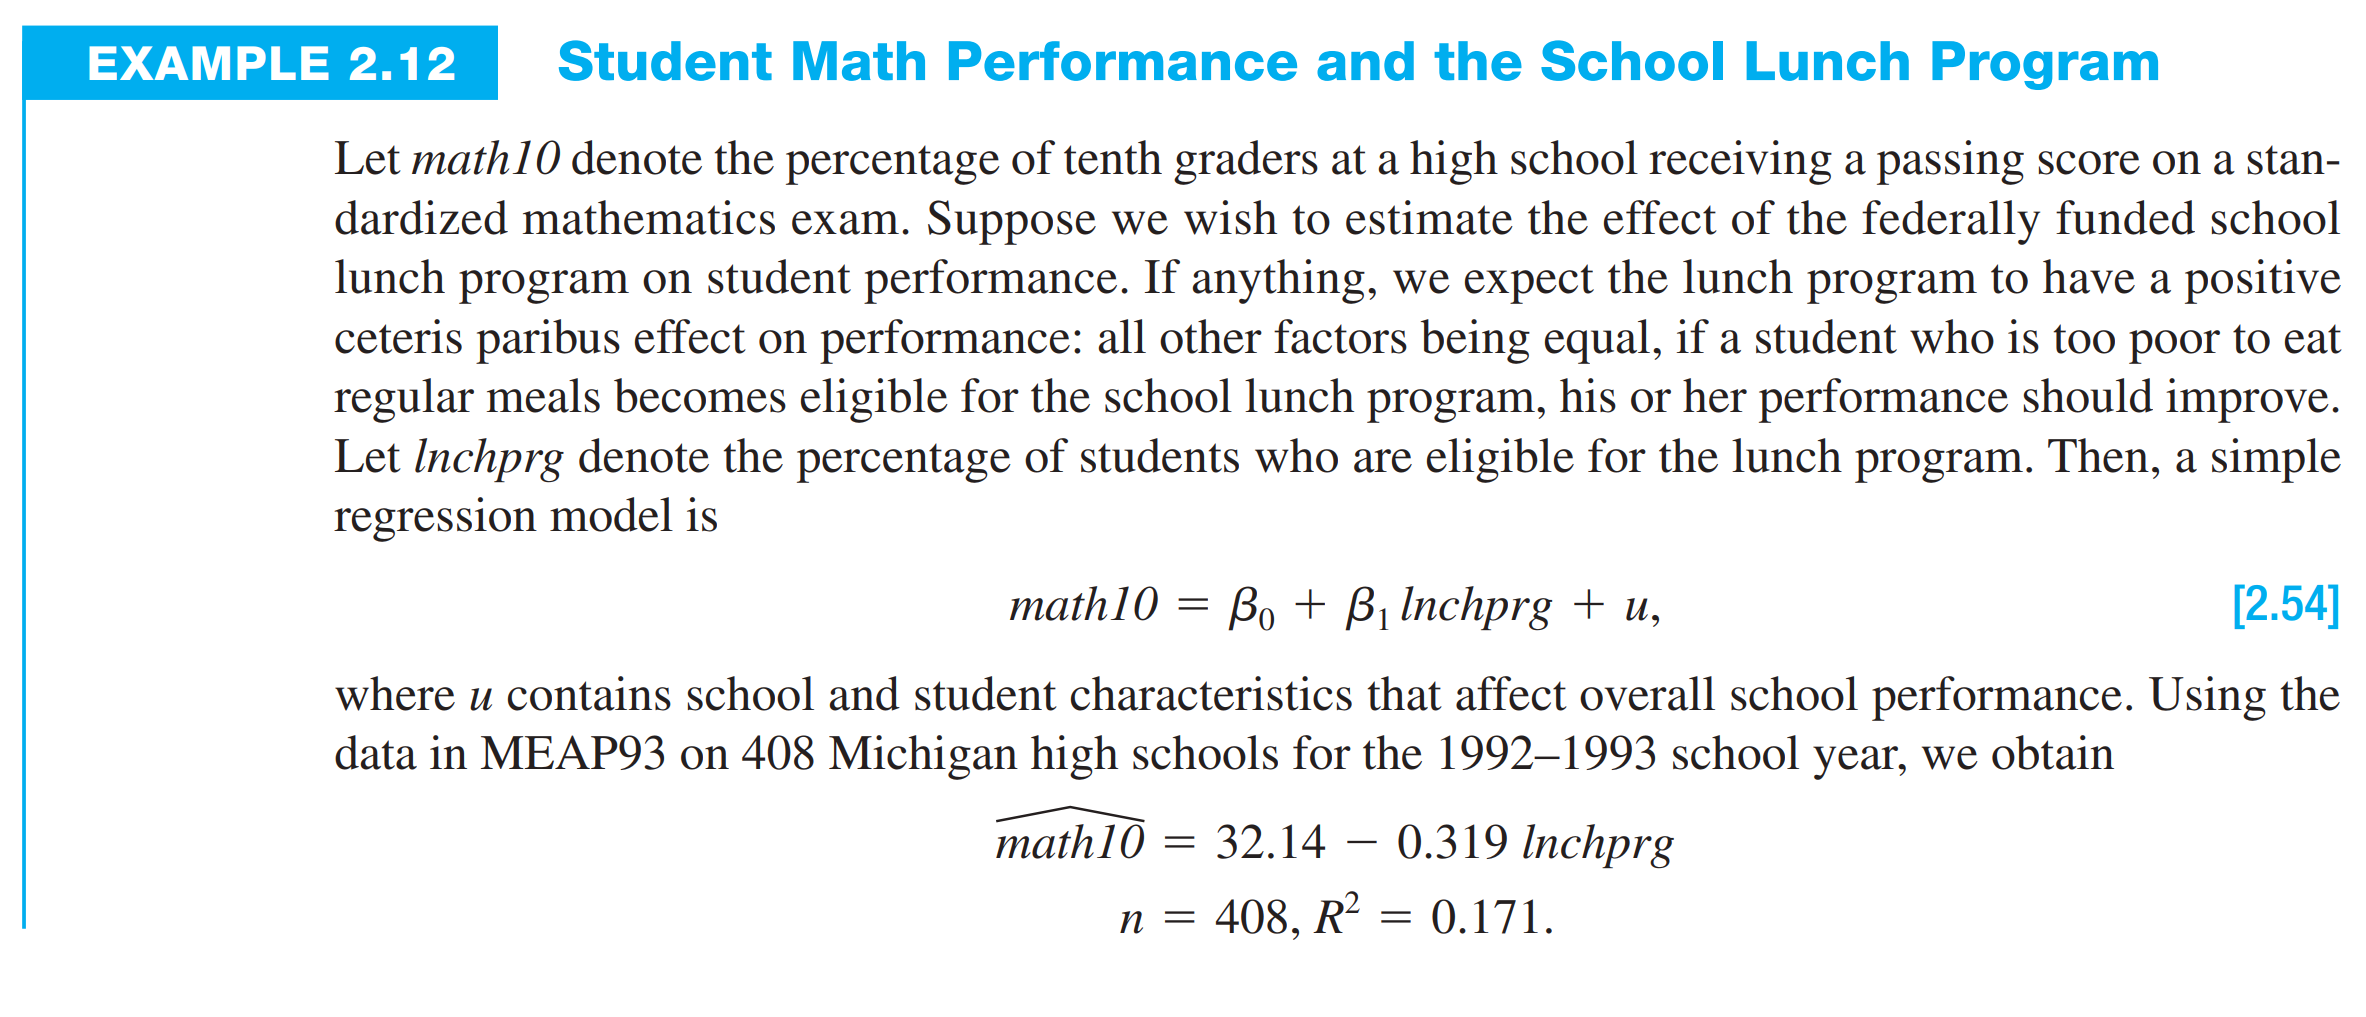 EXAMPLE 2.12 Student Math Performance and the School Lunch Program
Let math10 denote the percentage of tenth graders at a high school receiving a passing score on a stan-
dardized mathematics exam. Suppose we wish to estimate the effect of the federally funded school
lunch program on student performance. If anything, we expect the lunch program to have a positive
ceteris paribus effect on performance: all other factors being equal, if a student who is too poor to eat
regular meals becomes eligible for the school lunch program, his or her performance should improve.
Let lnchprg denote the percentage of students who are eligible for the lunch program. Then, a simple
regression model is
math10 = β₀ + β₁ lnchprg + u, [2.54]
where u contains school and student characteristics that affect overall school performance. Using the
data in MEAP93 on 408 Michigan high schools for the 1992–1993 school year, we obtain
\widehat{math10} = 32.14 − 0.319 lnchprg
n = 408, R² = 0.171.